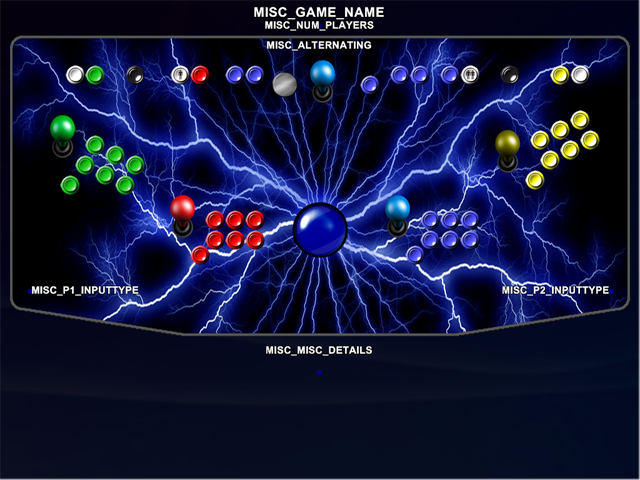 MISC_GAME_NAME
MISC_NUM_PLAYERS
MISC_ALTERNATING
MISC_P1_INPUTTYPE
MISC_P2_INPUTTYPE
MISC_MISC_DETAILS